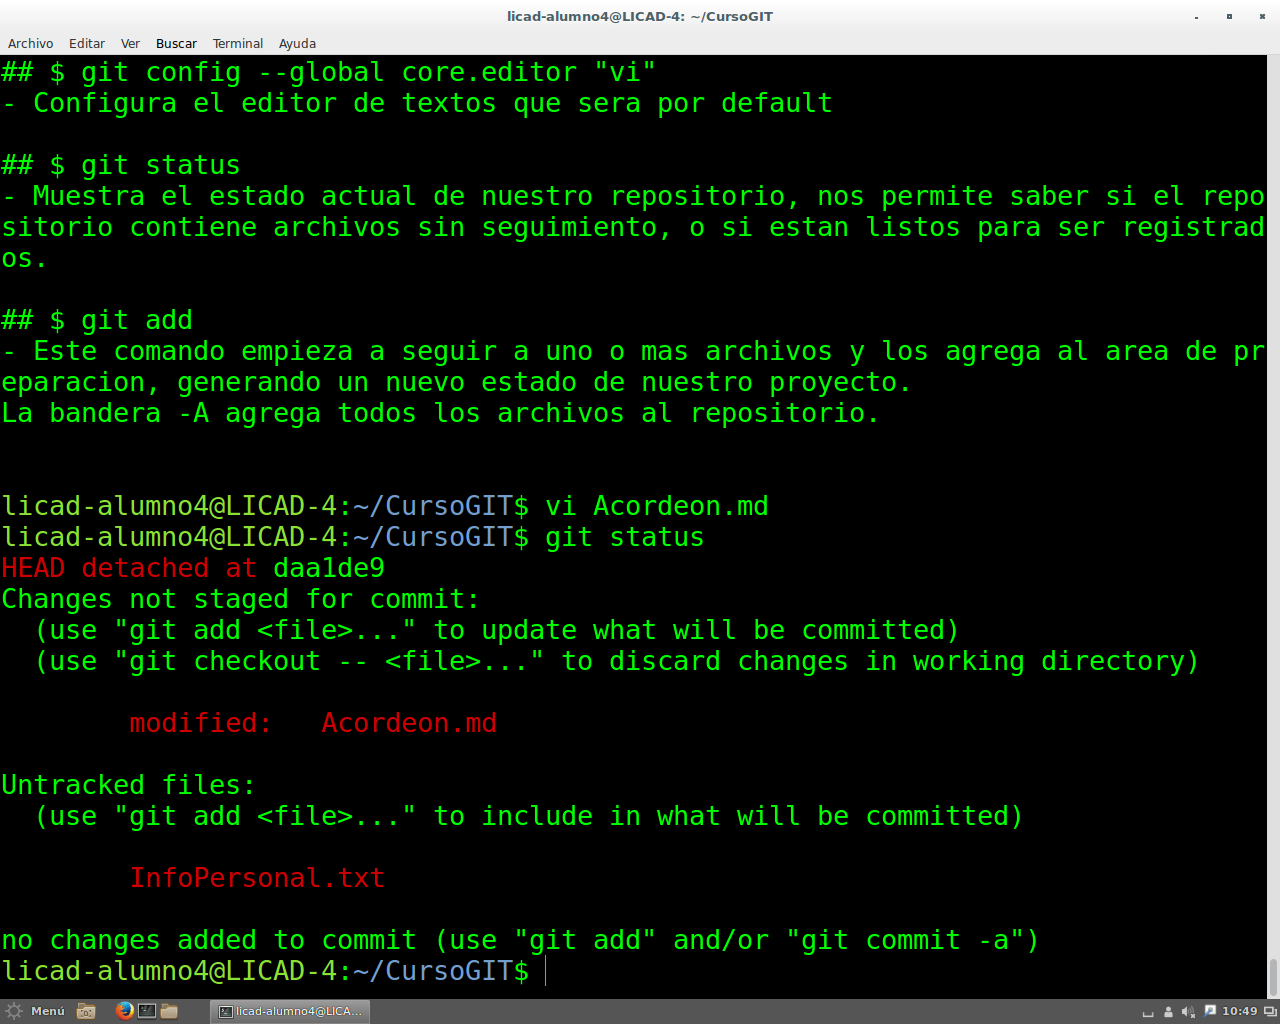 licad-alumno4@LICAD-4: ~/CursoGIT
Archivo Editar Ver Buscar Terminal Ayuda
## $ git config --global core.editor "vi"
- Configura el editor de textos que sera por default
## $ git status
- Muestra el estado actual de nuestro repositorio, nos permite saber si el repo
sitorio contiene archivos sin seguimiento, o si estan listos para ser registrad
os.
## $ git add
- Este comando empieza a seguir a uno o mas archivos y los agrega al area de pr
eparacion, generando un nuevo estado de nuestro proyecto.
La bandera -A agrega todos los archivos al repositorio.
licad-alumno4@LICAD-4:~/CursoGIT$ vi Acordeon.md
licad-alumno4@LICAD-4:~/CursoGIT$ git status
HEAD detached at daa1de9
Changes not staged for commit:
  (use "git add <file>..." to update what will be committed)
  (use "git checkout -- <file>..." to discard changes in working directory)
        modified:   Acordeon.md
Untracked files:
  (use "git add <file>..." to include in what will be committed)
        InfoPersonal.txt
no changes added to commit (use "git add" and/or "git commit -a")
licad-alumno4@LICAD-4:~/CursoGIT$
Menú licad-alumno4@LICA... 10:49